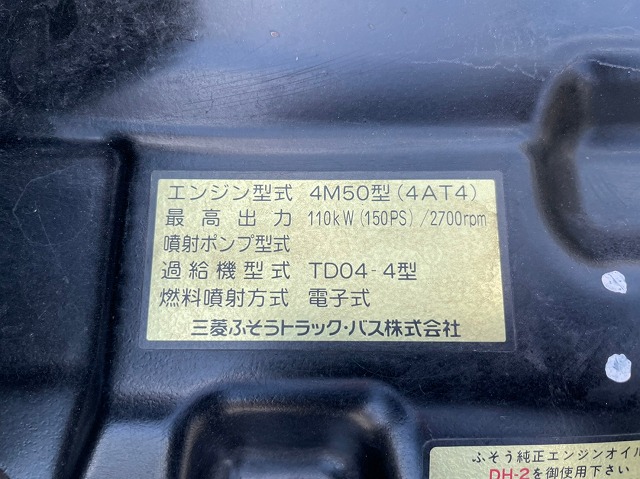 エンジン型式 4M50型(4AT4)
最高出力 110kW(150PS)/2700rpm
噴射ポンプ型式
過給機型式 TD04-4型
燃料噴射方式 電子式
三菱ふそうトラック・バス株式会社
ふそう純正エンジンオイル
DH-2を御使用下さい